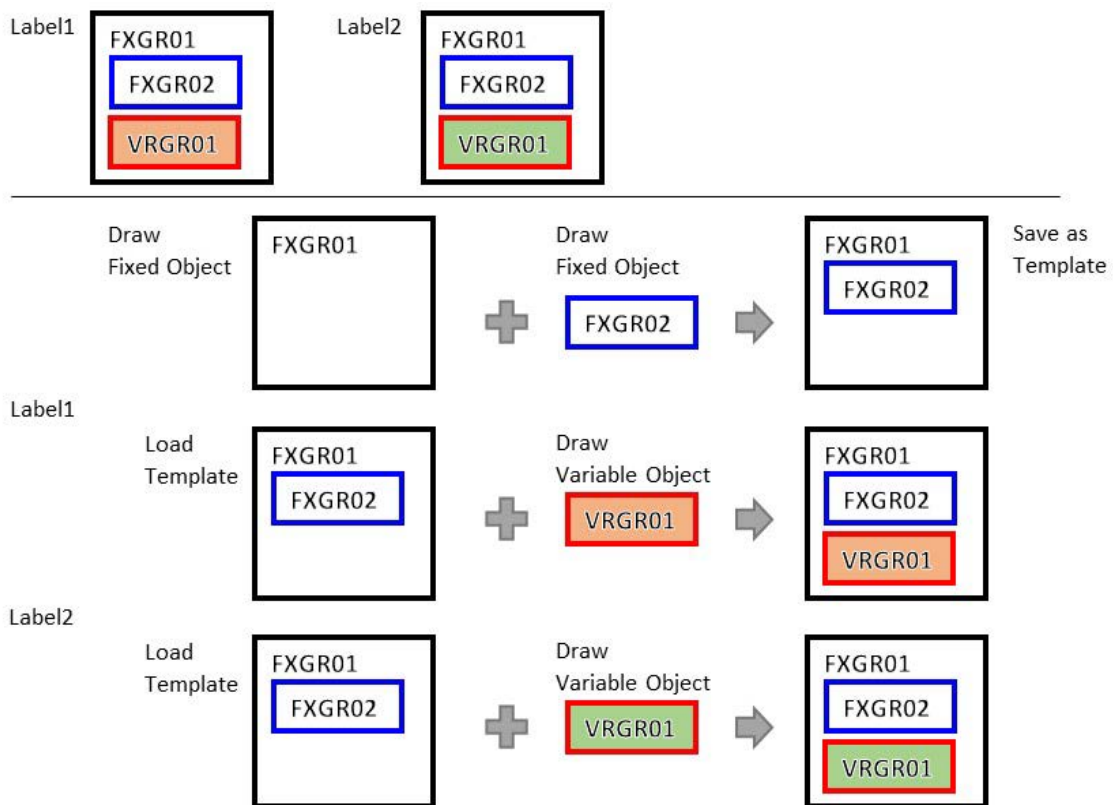 Label1
FXGR01
FXGR02
VRGR01
Label2
FXGR01
FXGR02
VRGR01
Draw
Fixed Object
FXGR01
Draw
Fixed Object
FXGR02
FXGR01
FXGR02
Save as
Template
Label1
Load
Template
FXGR01
FXGR02
Draw
Variable Object
VRGR01
FXGR01
FXGR02
VRGR01
Label2
Load
Template
FXGR01
FXGR02
Draw
Variable Object
VRGR01
FXGR01
FXGR02
VRGR01